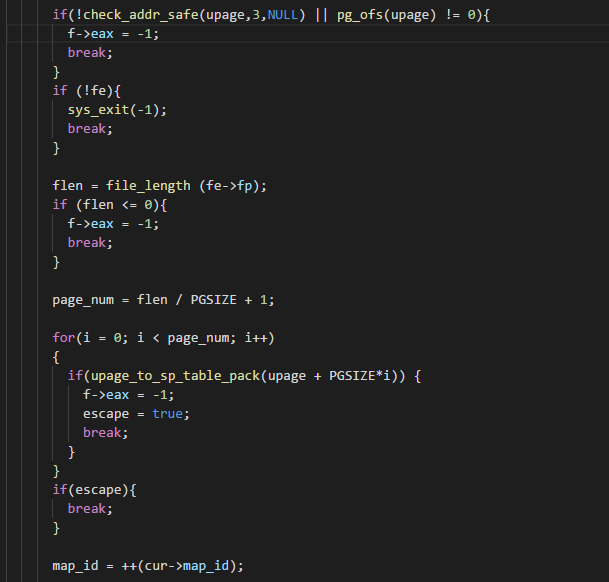 if(!check_addr_safe(upage,3,NULL) || pg_ofs(upage) != 0){
f->eax = -1;
break;
}
if (!fe){
sys_exit(-1);
break;
}
flen = file_length (fe->fp);
if (flen <= 0){
f->eax = -1;
break;
}
page_num = flen / PGSIZE + 1;
for(i = 0; i < page_num; i++)
{
if(upage_to_sp_table_pack(upage + PGSIZE*i)) {
f->eax = -1;
escape = true;
break;
}
}
if(escape){
break;
}
map_id = ++(cur->map_id);